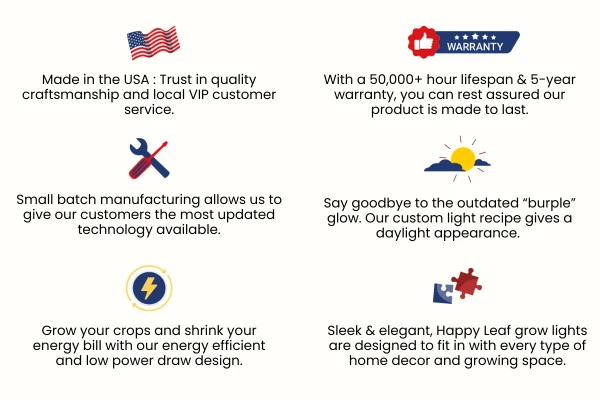 Made in the USA : Trust in quality
craftsmanship and local VIP customer
service.
WARRANTY
With a 50,000+ hour lifespan & 5-year
warranty, you can rest assured our
product is made to last.
Small batch manufacturing allows us to
give our customers the most updated
technology available.
Say goodbye to the outdated “burple”
glow. Our custom light recipe gives a
daylight appearance.
Grow your crops and shrink your
energy bill with our energy efficient
and low power draw design.
Sleek & elegant, Happy Leaf grow lights
are designed to fit in with every type of
home decor and growing space.